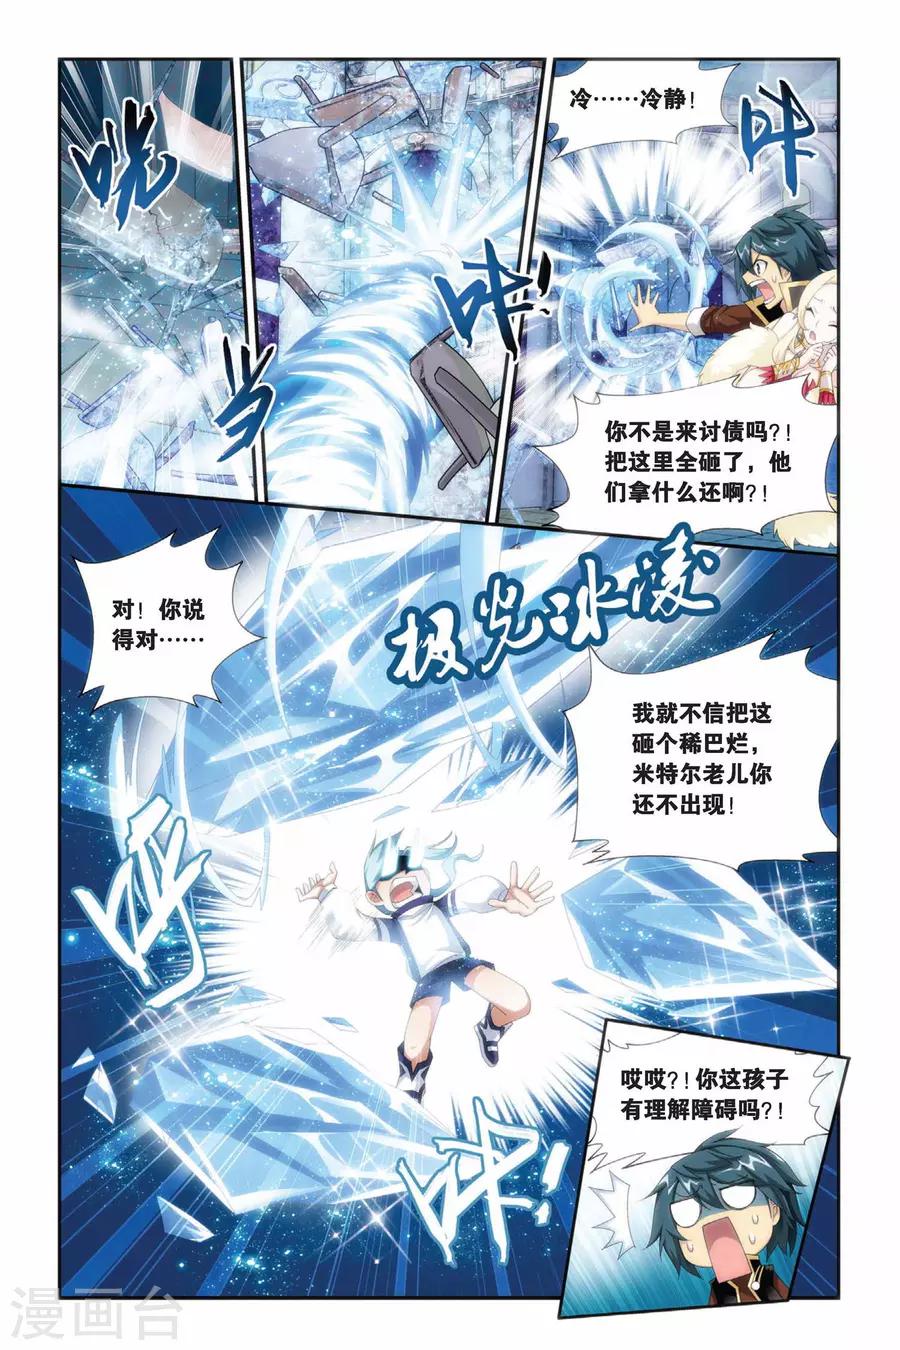 咣
当
咔!
咔
冷……冷静!
你不是来讨债吗?!
把这里全砸了,他
们拿什么还啊?!
对!你说
得对……
极光冰凌
我就不信把这
砸个稀巴烂,
米特尔老儿你
还不出现!
呼
咔!
哎哎?!你这孩子
有理解障碍吗?!
漫画台